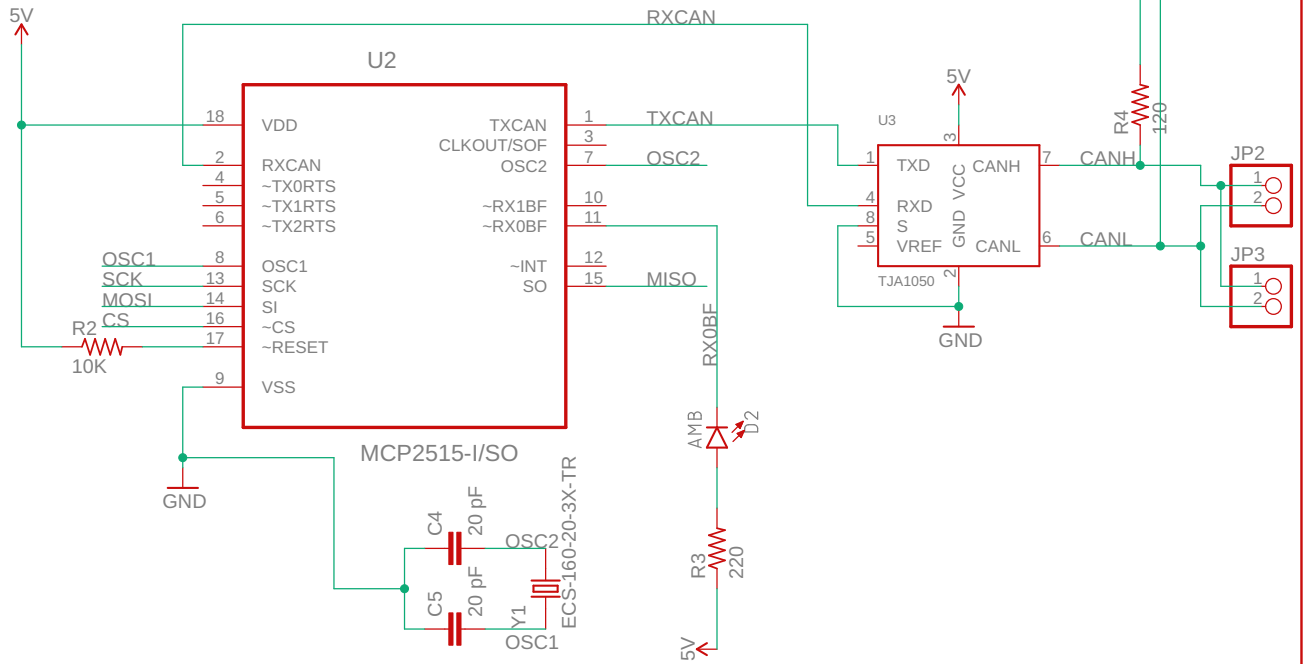 5V
RXCAN
U2
5V
R4
120
U3
18
VDD
TXCAN
1
TXCAN
3
CLKOUT/SOF
3
JP2
2
RXCAN
OSC2
7
OSC2
1
TXD
VCC
CANH
7
CANH
1
4
~TX0RTS
2
5
~TX1RTS
~RX1BF
10
4
RXD
6
~TX2RTS
~RX0BF
11
8
S
GND
5
VREF
CANL
6
CANL
OSC1
8
OSC1
~INT
12
JP3
SCK
13
SCK
SO
15
MISO
TJA1050
2
1
MOSI
14
SI
2
CS
16
~CS
R2
17
~RESET
RX0BF
GND
10K
9
VSS
AMB
D2
MCP2515-I/SO
GND
C4
20 pF
OSC2
ECS-160-20-3X-TR
R3
220
C5
20 pF
Y1
OSC1
5V